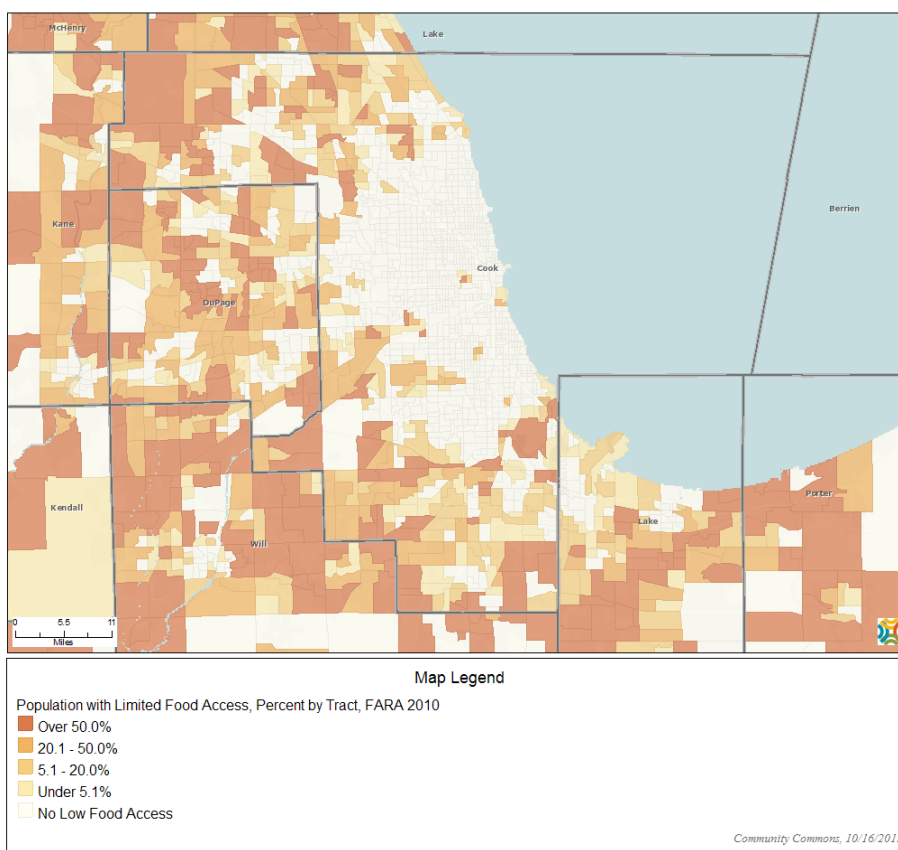 McHenry
Lake
Kane
Cook
Berrien
DuPage
Kendall
Will
Lake
Porter
0 5.5 11
Miles
Map Legend
Population with Limited Food Access, Percent by Tract, FARA 2010
Over 50.0%
20.1 - 50.0%
5.1 - 20.0%
Under 5.1%
No Low Food Access
Community Commons, 10/16/201